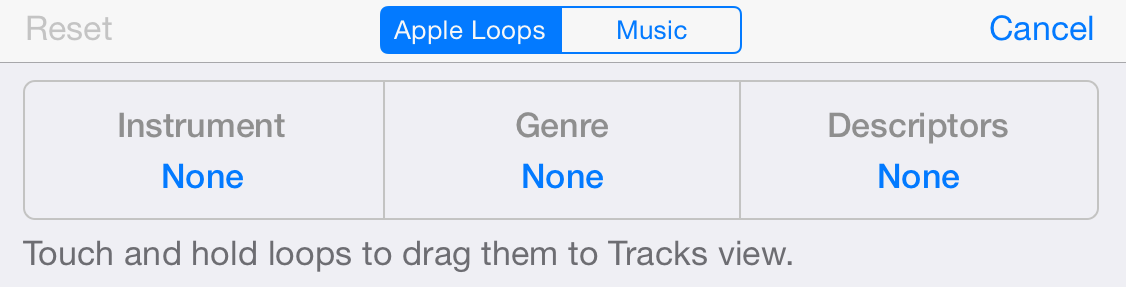 Reset Apple Loops Music Cancel
Instrument Genre Descriptors
None None None
Touch and hold loops to drag them to Tracks view.